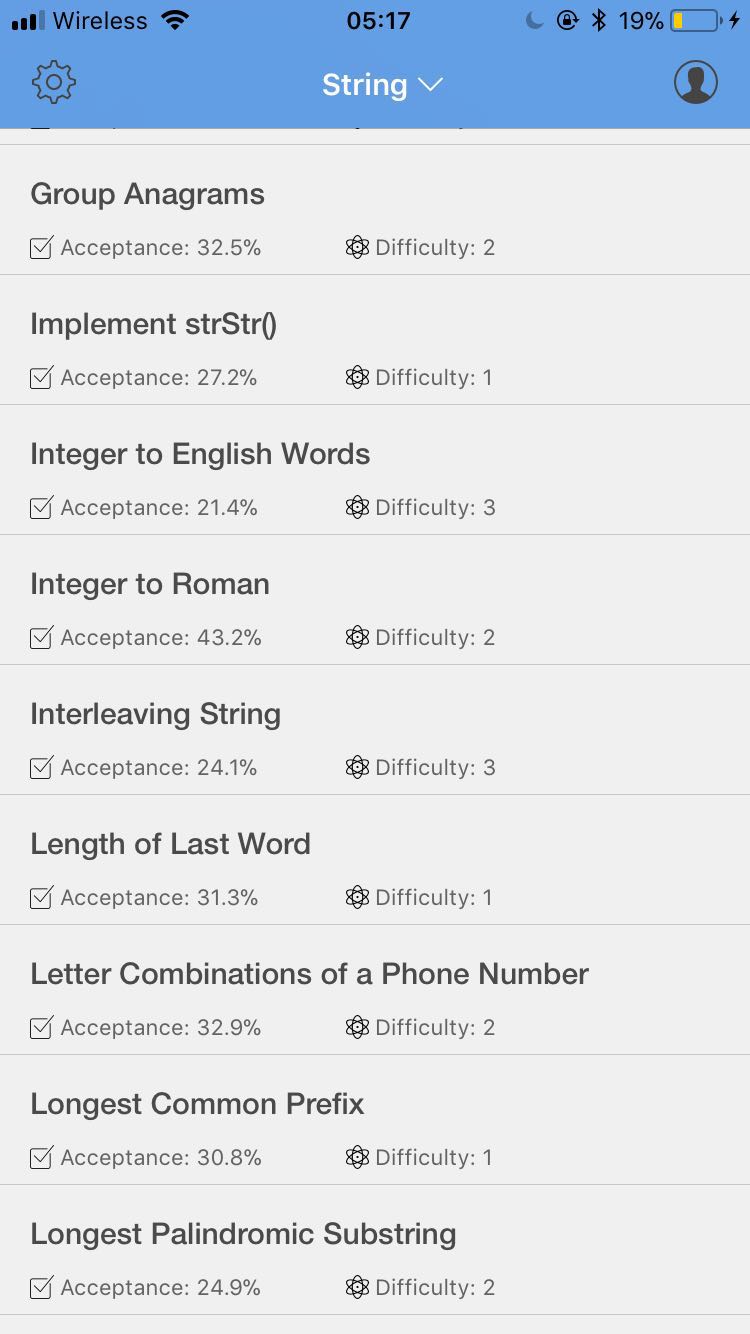 Wireless 05:17 19%
String
Group Anagrams
Acceptance: 32.5% Difficulty: 2
Implement strStr()
Acceptance: 27.2% Difficulty: 1
Integer to English Words
Acceptance: 21.4% Difficulty: 3
Integer to Roman
Acceptance: 43.2% Difficulty: 2
Interleaving String
Acceptance: 24.1% Difficulty: 3
Length of Last Word
Acceptance: 31.3% Difficulty: 1
Letter Combinations of a Phone Number
Acceptance: 32.9% Difficulty: 2
Longest Common Prefix
Acceptance: 30.8% Difficulty: 1
Longest Palindromic Substring
Acceptance: 24.9% Difficulty: 2